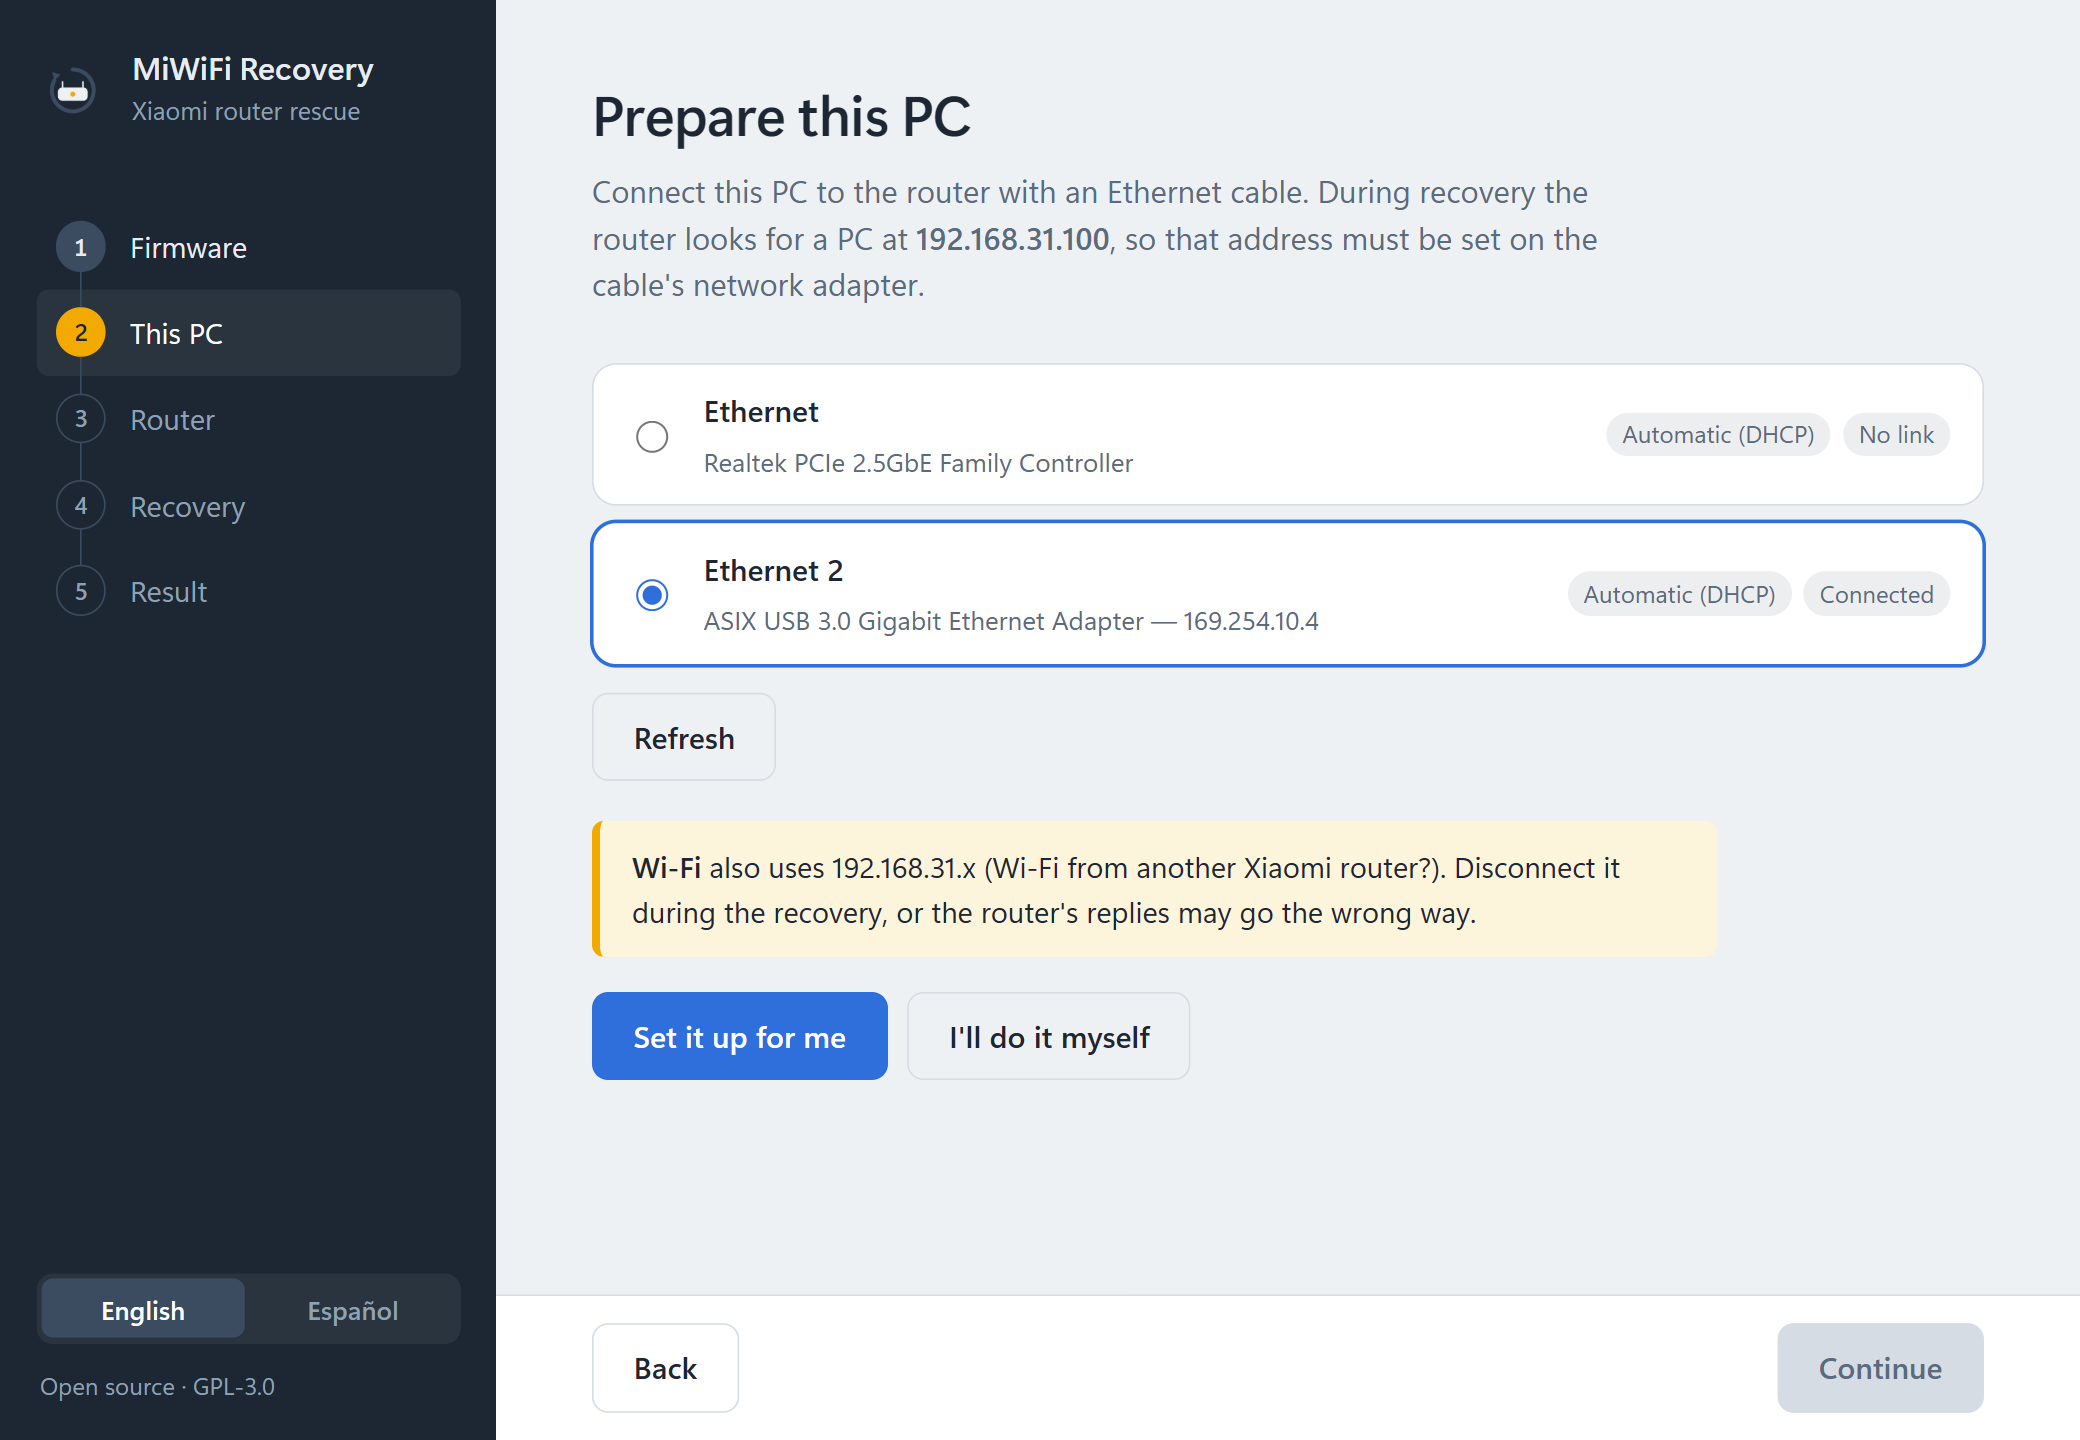 MiWiFi Recovery
Xiaomi router rescue
1 Firmware
2 This PC
3 Router
4 Recovery
5 Result
English Español
Open source · GPL-3.0
Prepare this PC
Connect this PC to the router with an Ethernet cable. During recovery the
router looks for a PC at 192.168.31.100, so that address must be set on the
cable's network adapter.
Ethernet
Realtek PCIe 2.5GbE Family Controller
Automatic (DHCP) No link
Ethernet 2
ASIX USB 3.0 Gigabit Ethernet Adapter — 169.254.10.4
Automatic (DHCP) Connected
Refresh
Wi-Fi also uses 192.168.31.x (Wi-Fi from another Xiaomi router?). Disconnect it
during the recovery, or the router's replies may go the wrong way.
Set it up for me I'll do it myself
Back Continue